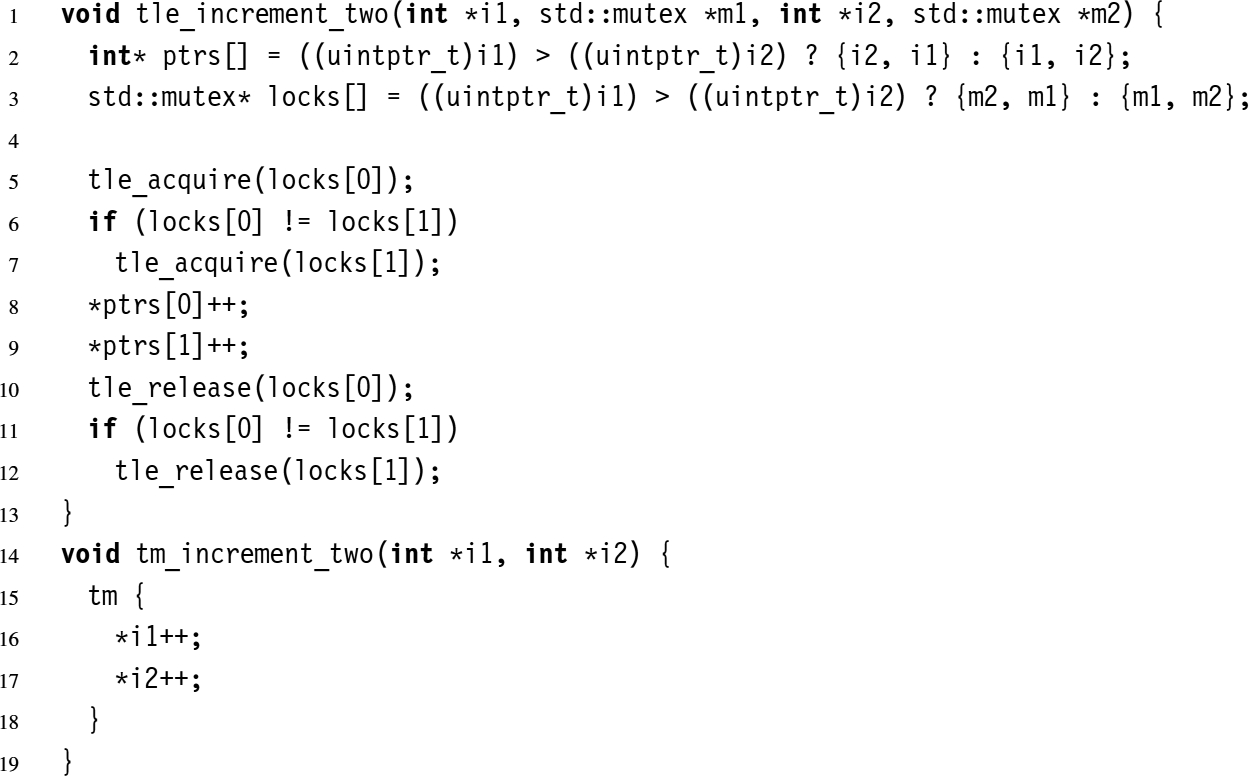 1 void tle_increment_two(int *i1, std::mutex *m1, int *i2, std::mutex *m2) {
2 int* ptrs[] = ((uintptr_t)i1) > ((uintptr_t)i2) ? {i2, i1} : {i1, i2};
3 std::mutex* locks[] = ((uintptr_t)i1) > ((uintptr_t)i2) ? {m2, m1} : {m1, m2};
4
5 tle_acquire(locks[0]);
6 if (locks[0] != locks[1])
7 tle_acquire(locks[1]);
8 *ptrs[0]++;
9 *ptrs[1]++;
10 tle_release(locks[0]);
11 if (locks[0] != locks[1])
12 tle_release(locks[1]);
13 }
14 void tm_increment_two(int *i1, int *i2) {
15 tm {
16 *i1++;
17 *i2++;
18 }
19 }